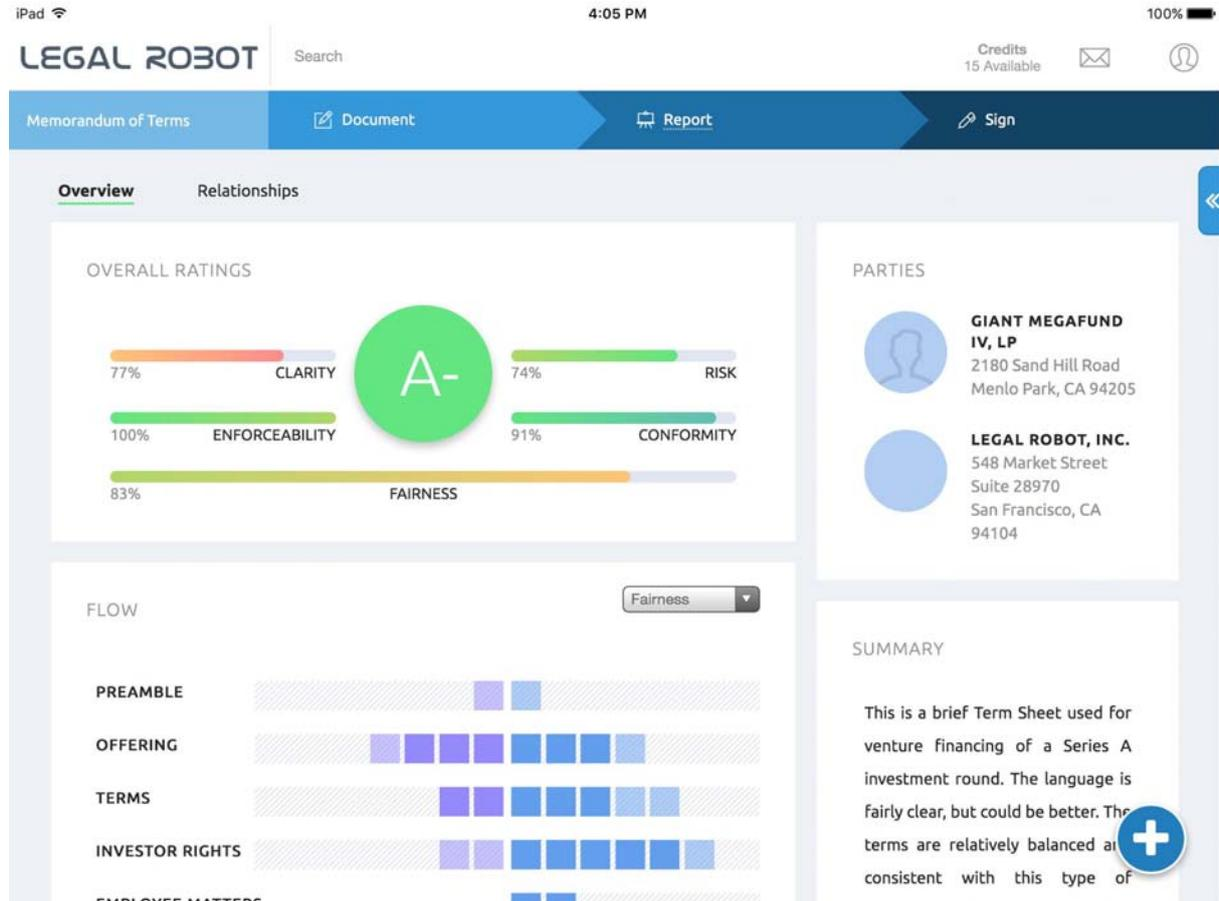 iPad
4:05 PM
100%
LEGAL ROBOT
Search
Credits
15 Available
Memorandum of Terms
Document
Report
Sign
Overview
Relationships
OVERALL RATINGS
77%
CLARITY
A-
74%
RISK
100%
ENFORCEABILITY
91%
CONFORMITY
83%
FAIRNESS
PARTIES
GIANT MEGAFUND
IV, LP
2180 Sand Hill Road
Menlo Park, CA 94205
LEGAL ROBOT, INC.
548 Market Street
Suite 28970
San Francisco, CA
94104
FLOW
Fairness
PREAMBLE
OFFERING
TERMS
INVESTOR RIGHTS
EMPLOYEE MATTERS
SUMMARY
This is a brief Term Sheet used for
venture financing of a Series A
investment round. The language is
fairly clear, but could be better. The
terms are relatively balanced
consistent with this type of